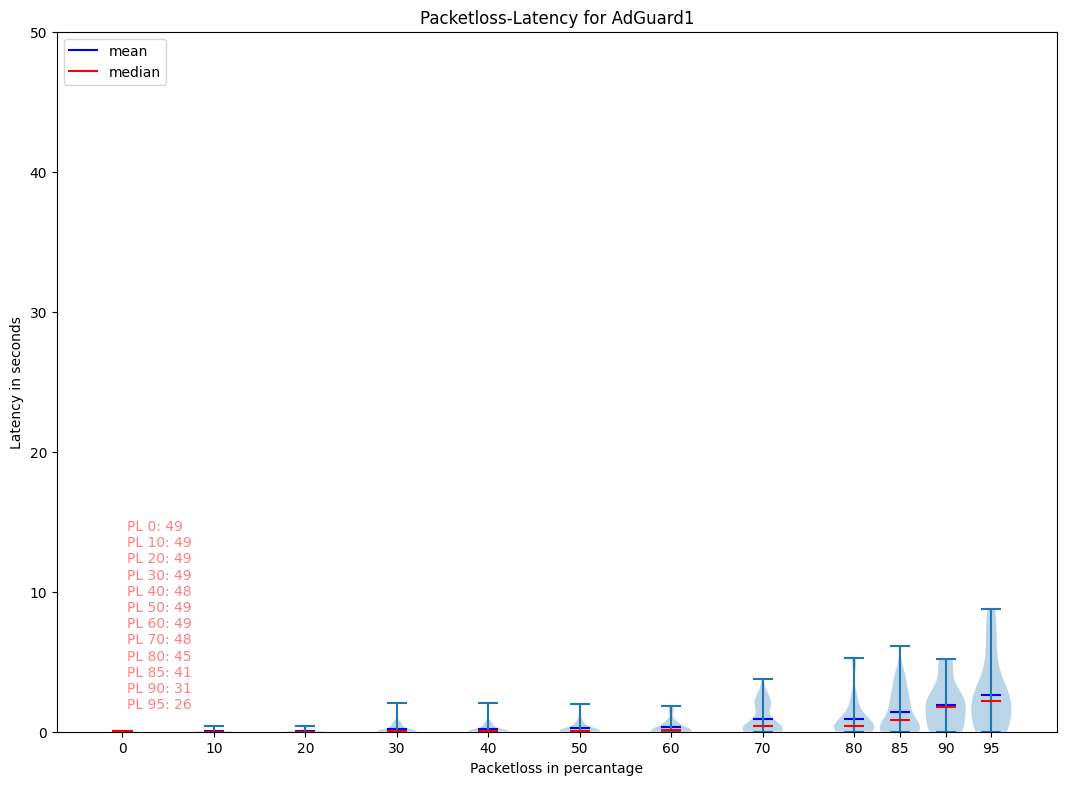 Packetloss-Latency for AdGuard1
mean
median
50
40
30
20
10
0
Latency in seconds
PL 0: 49
PL 10: 49
PL 20: 49
PL 30: 49
PL 40: 48
PL 50: 49
PL 60: 49
PL 70: 48
PL 80: 45
PL 85: 41
PL 90: 31
PL 95: 26
0 10 20 30 40 50 60 70 80 85 90 95
Packetloss in percantage